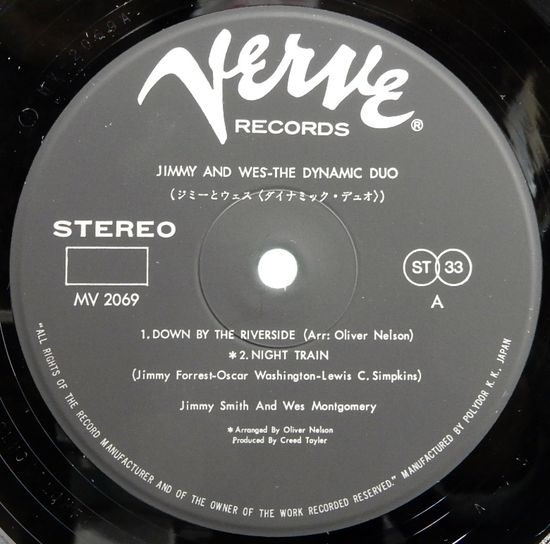 Verve®
RECORDS
JIMMY AND WES-THE DYNAMIC DUO
(ジミーとウェス〈ダイナミック・デュオ〉)
STEREO
ST 33
MV 2069
A
1. DOWN BY THE RIVERSIDE (Arr: Oliver Nelson)
*2. NIGHT TRAIN
(Jimmy Forrest-Oscar Washington-Lewis C. Simpkins)
Jimmy Smith And Wes Montgomery
*Arranged By Oliver Nelson
Produced By Creed Tayler
"ALL RIGHTS OF THE RECORD MANUFACTURER AND OF THE OWNER OF THE WORK RECORDED RESERVED." MANUFACTURED BY POLYDOR K. K., JAPAN